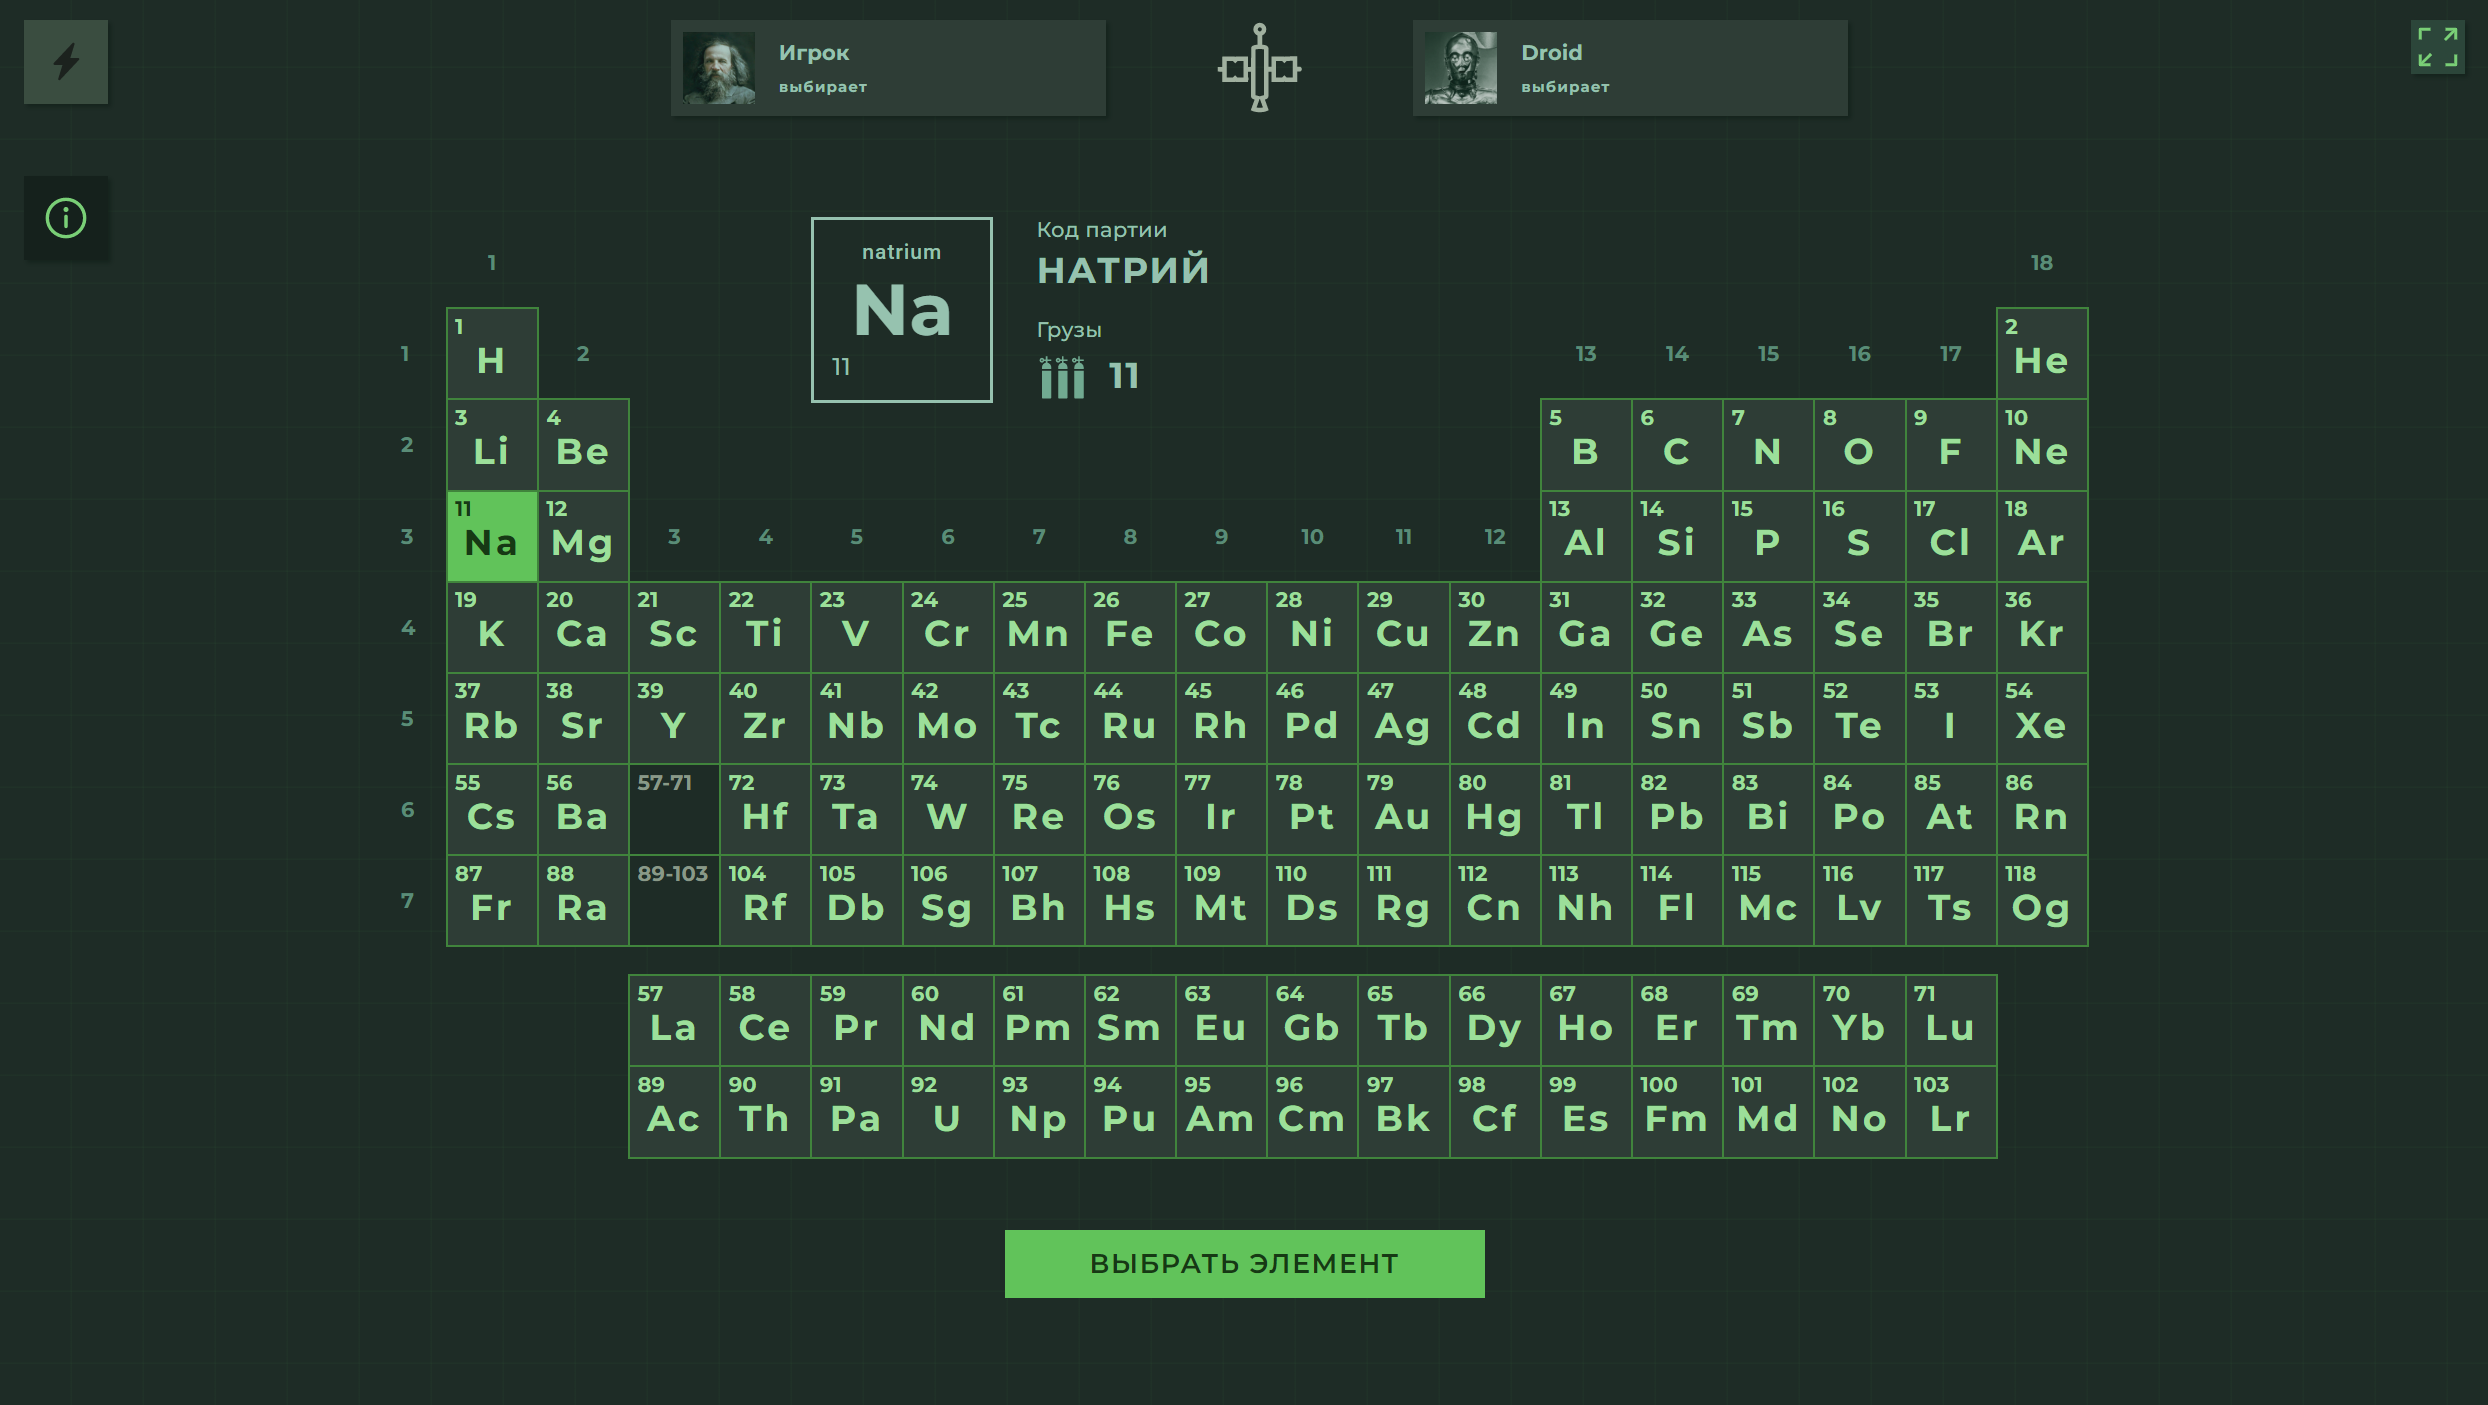 Игрок
выбирает
Droid
выбирает
natrium
Na
11
Код партии
НАТРИЙ
Грузы
11
1
18
1
2
13 14 15 16 17
2
3
3 4 5 6 7 8 9 10 11 12
4
5
6
7
1 H
2 He
3 Li
4 Be
5 B
6 C
7 N
8 O
9 F
10 Ne
11 Na
12 Mg
13 Al
14 Si
15 P
16 S
17 Cl
18 Ar
19 K
20 Ca
21 Sc
22 Ti
23 V
24 Cr
25 Mn
26 Fe
27 Co
28 Ni
29 Cu
30 Zn
31 Ga
32 Ge
33 As
34 Se
35 Br
36 Kr
37 Rb
38 Sr
39 Y
40 Zr
41 Nb
42 Mo
43 Tc
44 Ru
45 Rh
46 Pd
47 Ag
48 Cd
49 In
50 Sn
51 Sb
52 Te
53 I
54 Xe
55 Cs
56 Ba
57-71
72 Hf
73 Ta
74 W
75 Re
76 Os
77 Ir
78 Pt
79 Au
80 Hg
81 Tl
82 Pb
83 Bi
84 Po
85 At
86 Rn
87 Fr
88 Ra
89-103
104 Rf
105 Db
106 Sg
107 Bh
108 Hs
109 Mt
110 Ds
111 Rg
112 Cn
113 Nh
114 Fl
115 Mc
116 Lv
117 Ts
118 Og
57 La
58 Ce
59 Pr
60 Nd
61 Pm
62 Sm
63 Eu
64 Gb
65 Tb
66 Dy
67 Ho
68 Er
69 Tm
70 Yb
71 Lu
89 Ac
90 Th
91 Pa
92 U
93 Np
94 Pu
95 Am
96 Cm
97 Bk
98 Cf
99 Es
100 Fm
101 Md
102 No
103 Lr
ВЫБРАТЬ ЭЛЕМЕНТ